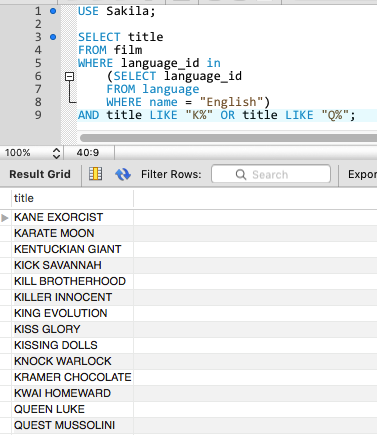 1 USE Sakila;
2
3 SELECT title
4 FROM film
5 WHERE language_id in
6 (SELECT language_id
7 FROM language
8 WHERE name = "English")
9 AND title LIKE "K%" OR title LIKE "Q%";
100% 40:9
Result Grid Filter Rows: Search Expor
title
KANE EXORCIST
KARATE MOON
KENTUCKIAN GIANT
KICK SAVANNAH
KILL BROTHERHOOD
KILLER INNOCENT
KING EVOLUTION
KISS GLORY
KISSING DOLLS
KNOCK WARLOCK
KRAMER CHOCOLATE
KWAI HOMEWARD
QUEEN LUKE
QUEST MUSSOLINI